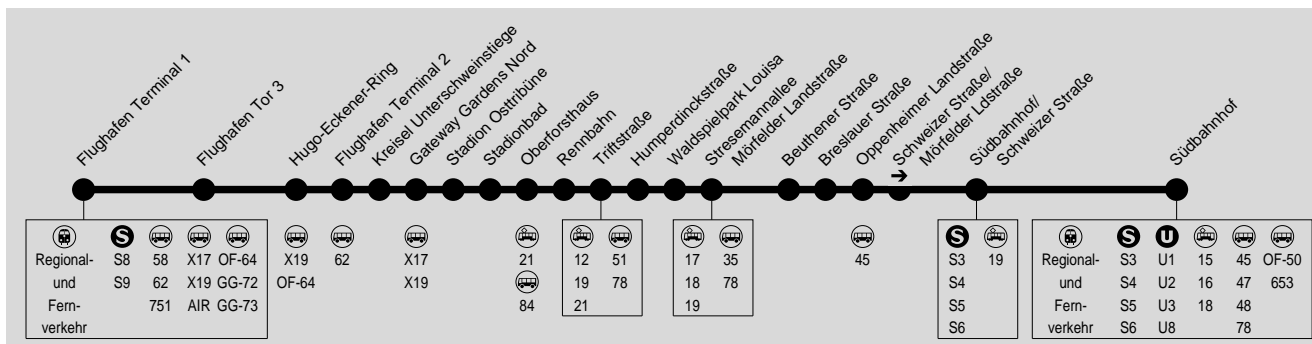 Flughafen Terminal 1
Flughafen Tor 3
Hugo-Eckener-Ring
Flughafen Terminal 2
Kreisel Unterschweinstiege
Gateway Gardens Nord
Stadion Osttribüne
Stadionbad
Oberforsthaus
Rennbahn
Triftstraße
Humperdinckstraße
Waldspielpark Louisa
Stresemannallee
Mörfelder Landstraße
Beuthener Straße
Breslauer Straße
Oppenheimer Landstraße
Schweizer Straße/
Mörfelder Ldstraße
Südbahnhof/
Schweizer Straße
Südbahnhof
Regional-
und
Fern-
verkehr
S
S8
S9
58
62
751
X17
X19
AIR
OF-64
GG-72
GG-73
X19
OF-64
62
X17
X19
21
84
12
19
21
51
78
17
18
19
35
78
45
S
S3
S4
S5
S6
19
Regional-
und
Fern-
verkehr
S
S3
S4
S5
S6
U
U1
U2
U3
U8
15
16
18
45
47
48
78
OF-50
653